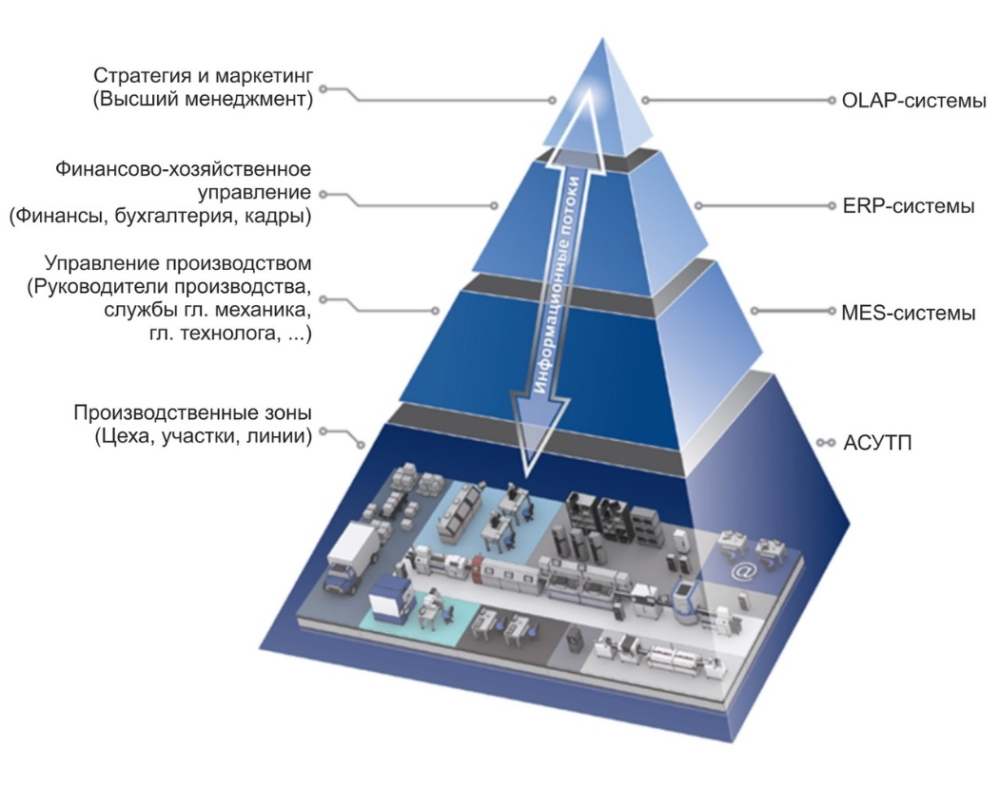 Стратегия и маркетинг
(Высший менеджмент)
OLAP-системы
Финансово-хозяйственное
управление
(Финансы, бухгалтерия, кадры)
ERP-системы
Управление производством
(Руководители производства,
службы гл. механика,
гл. технолога, ...)
MES-системы
Производственные зоны
(Цеха, участки, линии)
АСУТП
Информационные потоки
@